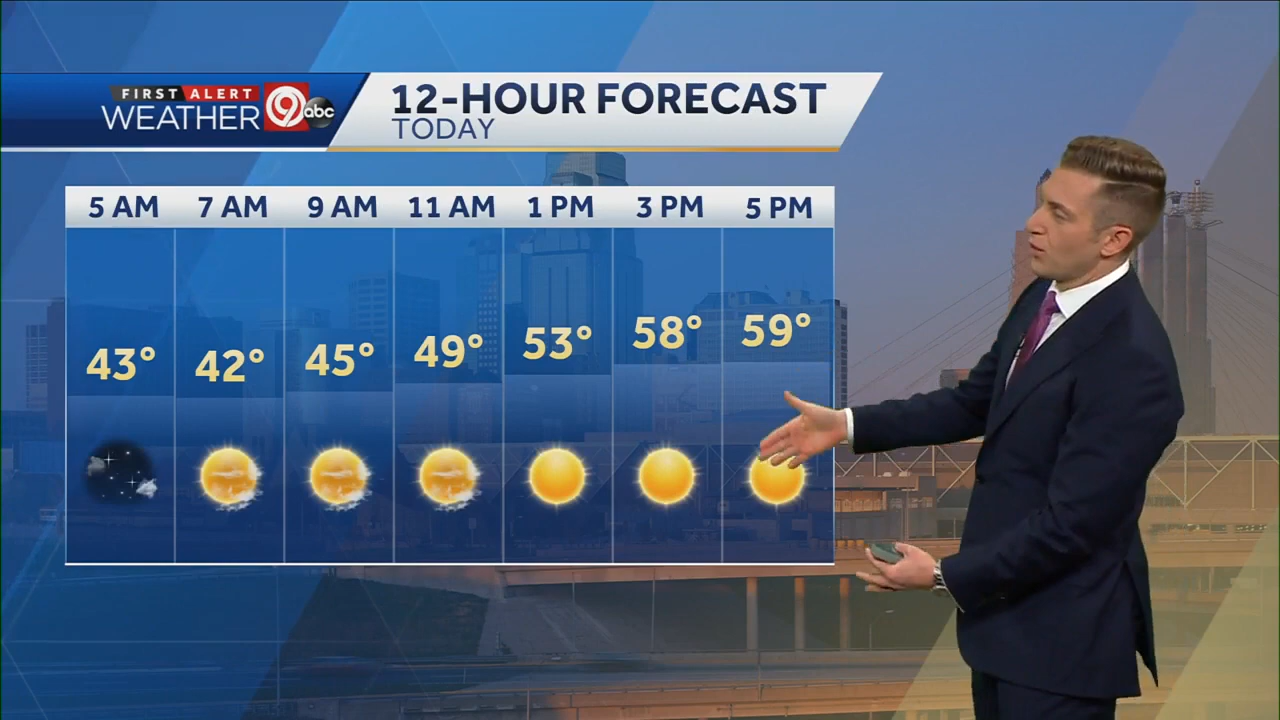 FIRST ALERT
WEATHER 9 abc
12-HOUR FORECAST
TODAY
5 AM 7 AM 9 AM 11 AM 1 PM 3 PM 5 PM
43° 42° 45° 49° 53° 58° 59°